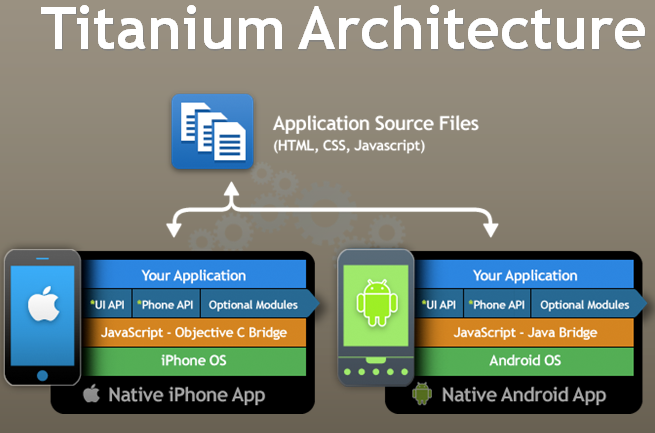 Titanium Architecture
Application Source Files
(HTML, CSS, Javascript)
Your Application
*UI API *Phone API Optional Modules
JavaScript - Objective C Bridge
iPhone OS
Native iPhone App
Your Application
*UI API *Phone API Optional Modules
JavaScript - Java Bridge
Android OS
Native Android App